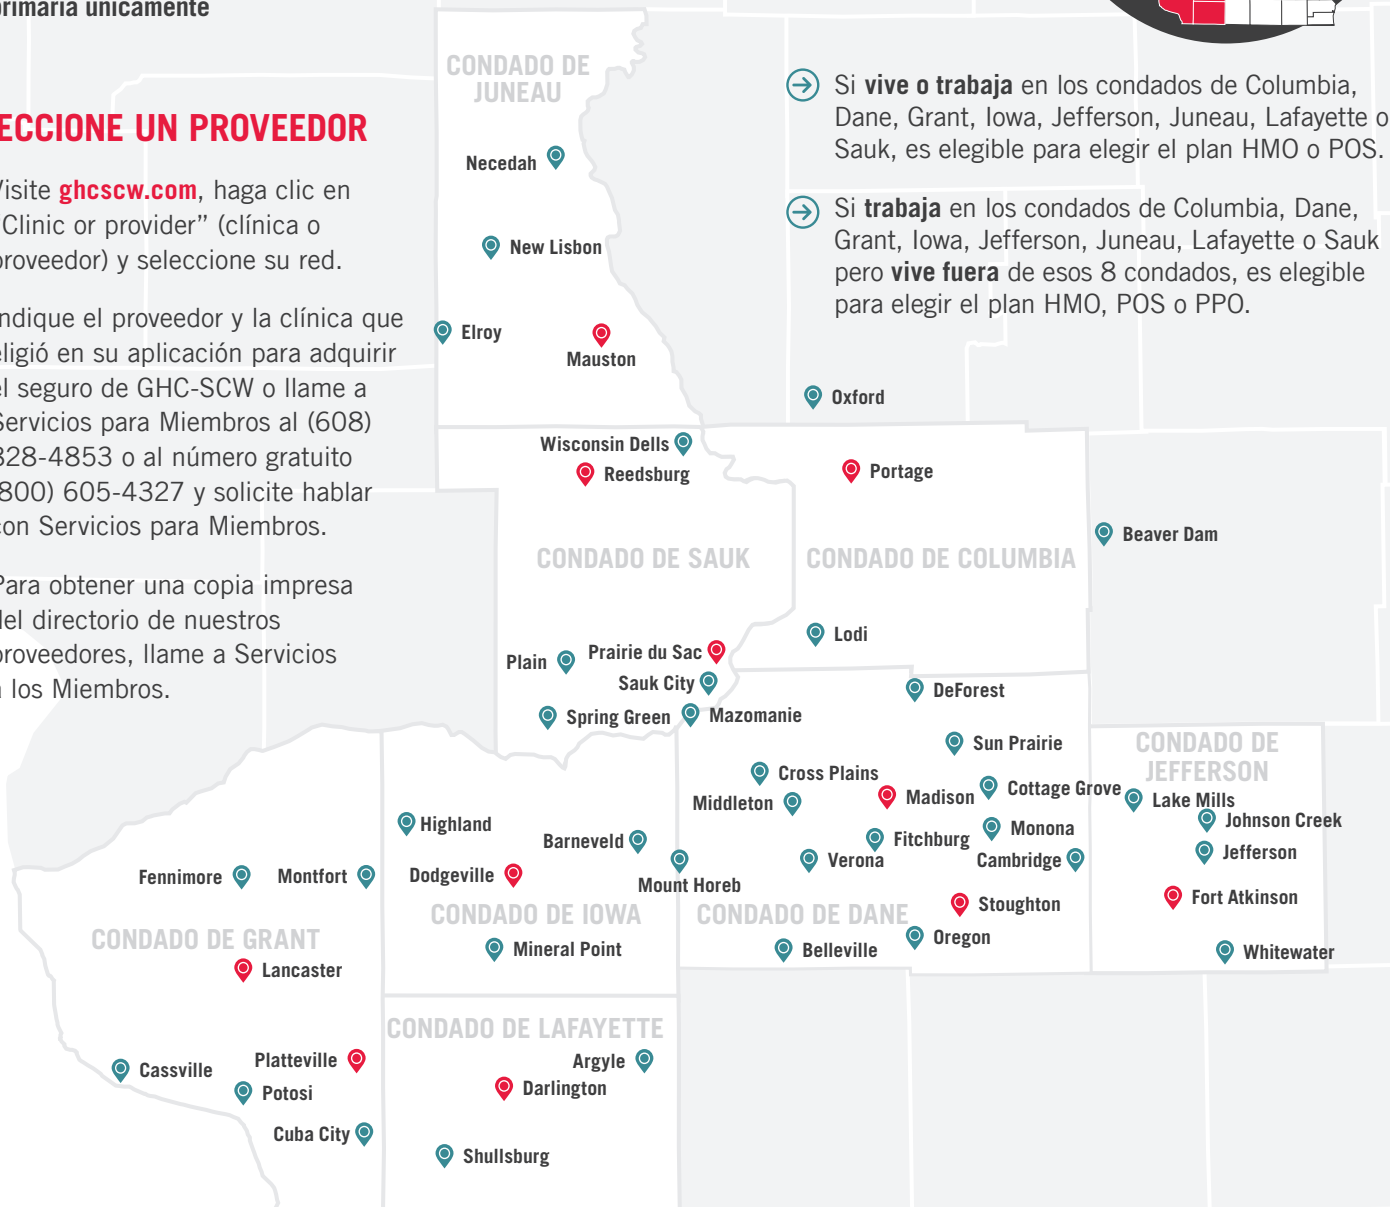 primaria únicamente
ECCIONE UN PROVEEDOR
Visite ghcscw.com, haga clic en
“Clinic or provider” (clínica o
proveedor) y seleccione su red.
Indique el proveedor y la clínica que
eligió en su aplicación para adquirir
el seguro de GHC-SCW o llame a
Servicios para Miembros al (608)
828-4853 o al número gratuito
(800) 605-4327 y solicite hablar
con Servicios para Miembros.
Para obtener una copia impresa
del directorio de nuestros
proveedores, llame a Servicios
a los Miembros.
Si vive o trabaja en los condados de Columbia,
Dane, Grant, Iowa, Jefferson, Juneau, Lafayette o
Sauk, es elegible para elegir el plan HMO o POS.
Si trabaja en los condados de Columbia, Dane,
Grant, Iowa, Jefferson, Juneau, Lafayette o Sauk
pero vive fuera de esos 8 condados, es elegible
para elegir el plan HMO, POS o PPO.
CONDADO DE
JUNEAU
Necedah
New Lisbon
Elroy
Mauston
Oxford
Wisconsin Dells
Reedsburg
Portage
Beaver Dam
CONDADO DE SAUK
CONDADO DE COLUMBIA
Lodi
Plain
Prairie du Sac
Sauk City
Spring Green
Mazomanie
DeForest
Sun Prairie
CONDADO DE
JEFFERSON
Cross Plains
Middleton
Madison
Cottage Grove
Lake Mills
Johnson Creek
Highland
Barneveld
Fitchburg
Monona
Verona
Cambridge
Jefferson
Fennimore
Montfort
Dodgeville
Mount Horeb
Stoughton
Fort Atkinson
CONDADO DE IOWA
CONDADO DE DANE
CONDADO DE GRANT
Mineral Point
Belleville
Oregon
Whitewater
Lancaster
CONDADO DE LAFAYETTE
Cassville
Platteville
Argyle
Potosi
Darlington
Cuba City
Shullsburg